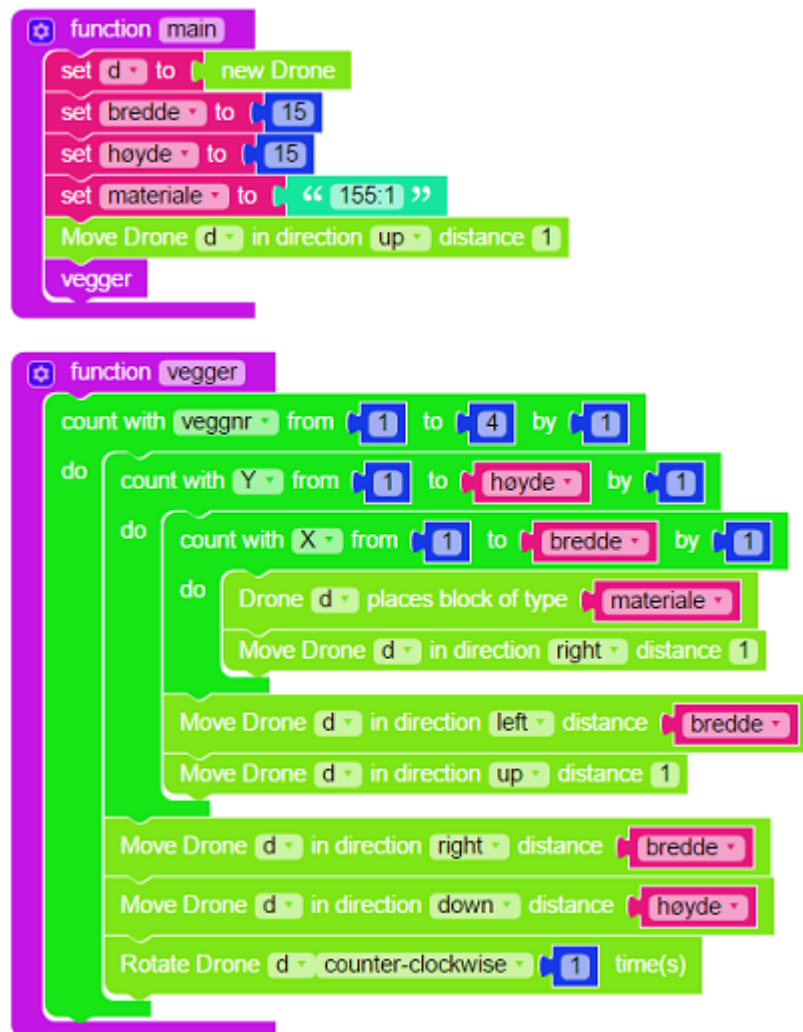 function main
set d to new Drone
set bredde to 15
set høyde to 15
set materiale to “ 155:1 ”
Move Drone d in direction up distance 1
vegger
function vegger
count with veggnr from 1 to 4 by 1
do count with Y from 1 to høyde by 1
do count with X from 1 to bredde by 1
do Drone d places block of type materiale
Move Drone d in direction right distance 1
Move Drone d in direction left distance bredde
Move Drone d in direction up distance 1
Move Drone d in direction right distance bredde
Move Drone d in direction down distance høyde
Rotate Drone d counter-clockwise 1 time(s)